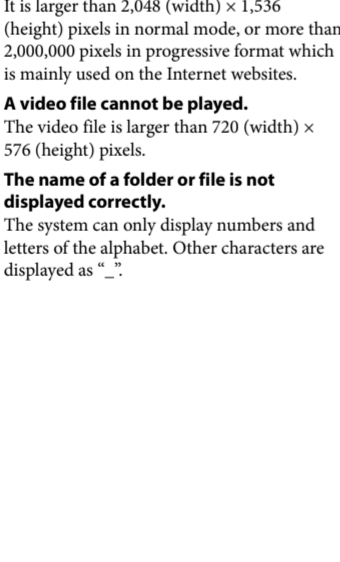 It is larger than 2,048 (width) × 1,536
(height) pixels in normal mode, or more than
2,000,000 pixels in progressive format which
is mainly used on the Internet websites.
A video file cannot be played.
The video file is larger than 720 (width) ×
576 (height) pixels.
The name of a folder or file is not
displayed correctly.
The system can only display numbers and
letters of the alphabet. Other characters are
displayed as “_”.